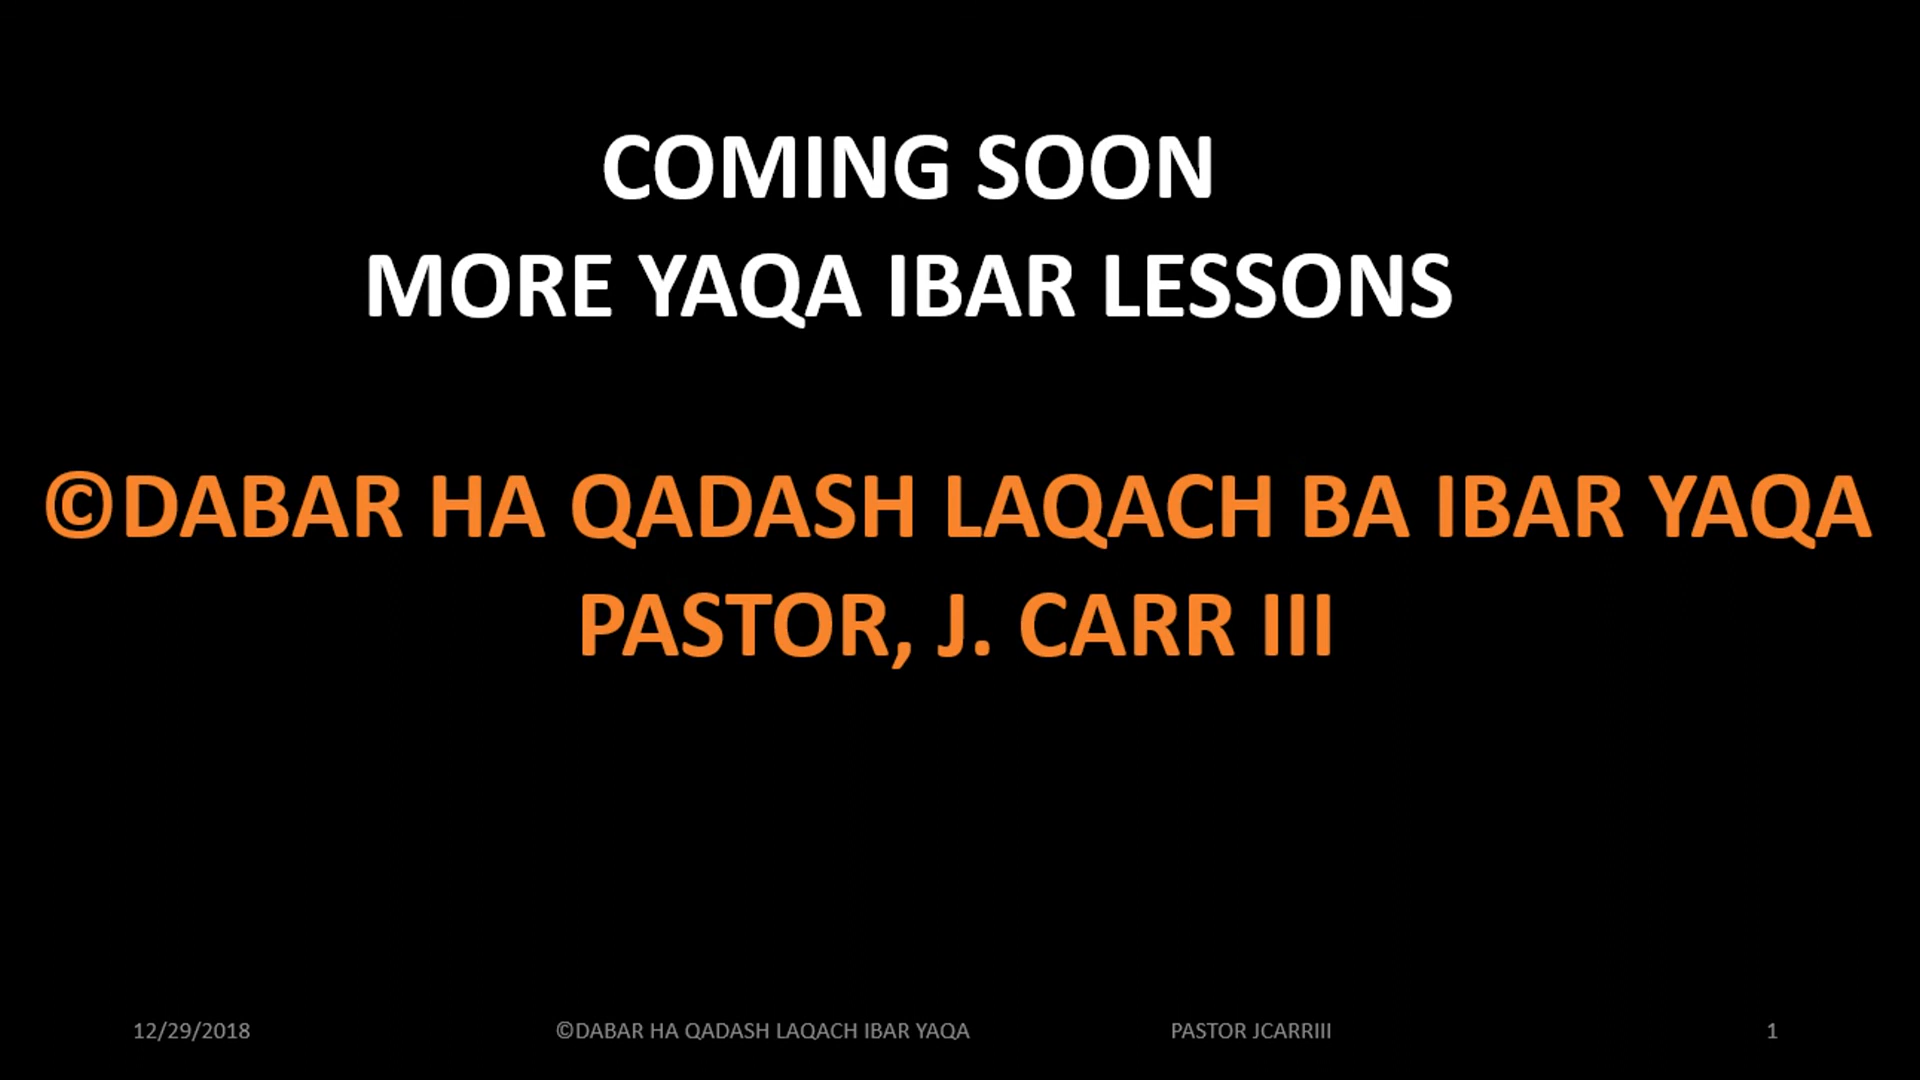 COMING SOON
MORE YAQA IBAR LESSONS
©DABAR HA QADASH LAQACH BA IBAR YAQA
PASTOR, J. CARR III
12/29/2018 ©DABAR HA QADASH LAQACH IBAR YAQA PASTOR JCARRIII 1